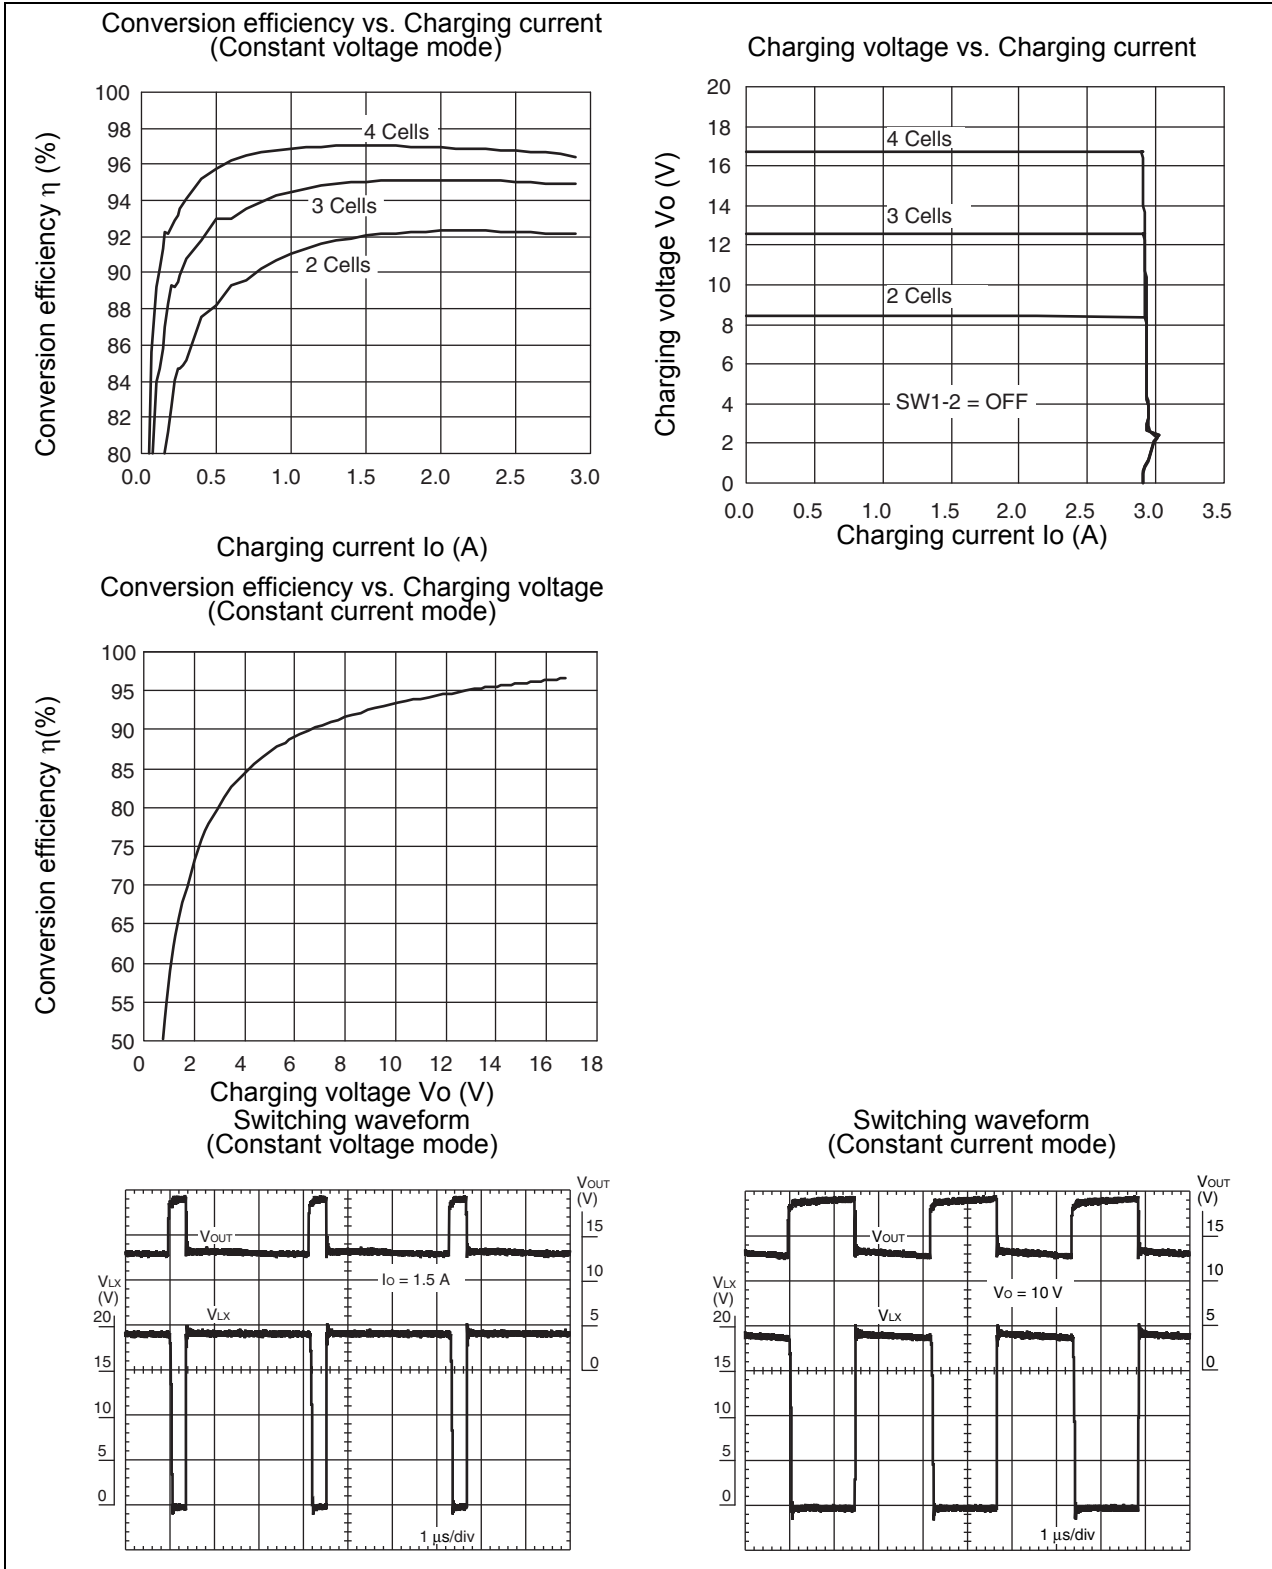 Conversion efficiency vs. Charging current
(Constant voltage mode)
Conversion efficiency η (%)
100
98
96
94
92
90
88
86
84
82
80
4 Cells
3 Cells
2 Cells
0.0 0.5 1.0 1.5 2.0 2.5 3.0
Charging current Io (A)
Charging voltage vs. Charging current
Charging voltage Vo (V)
20
18
16
14
12
10
8
6
4
2
0
4 Cells
3 Cells
2 Cells
SW1-2 = OFF
0.0 0.5 1.0 1.5 2.0 2.5 3.0 3.5
Charging current Io (A)
Conversion efficiency vs. Charging voltage
(Constant current mode)
Conversion efficiency η(%)
100
95
90
85
80
75
70
65
60
55
50
0 2 4 6 8 10 12 14 16 18
Charging voltage Vo (V)
Switching waveform
(Constant voltage mode)
VOUT
(V)
15
10
5
0
VOUT
IO = 1.5 A
VLX
(V)
20
15
10
5
0
VLX
1 µs/div
Switching waveform
(Constant current mode)
VOUT
(V)
15
10
5
0
VOUT
VO = 10 V
VLX
(V)
20
15
10
5
0
VLX
1 µs/div